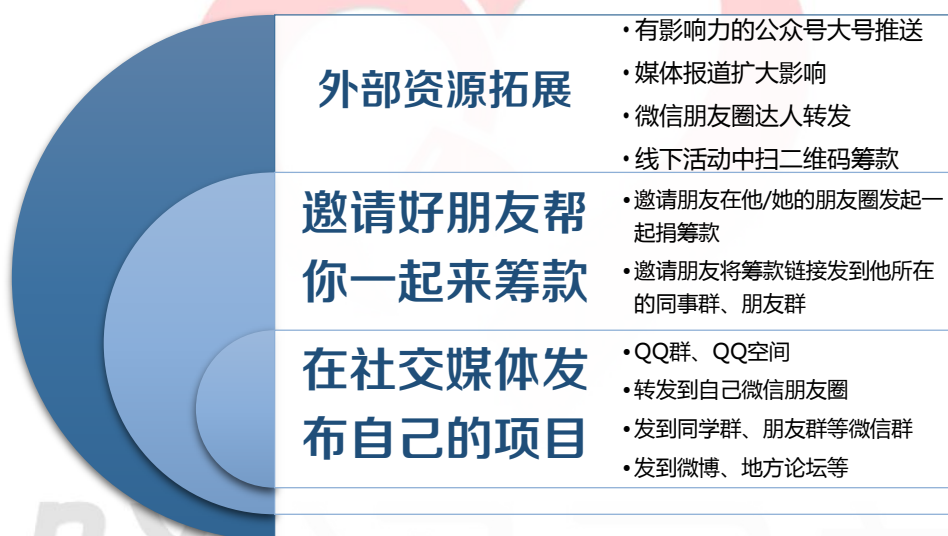 外部资源拓展
• 有影响力的公众号大号推送
• 媒体报道扩大影响
• 微信朋友圈达人转发
• 线下活动中扫二维码筹款
邀请好朋友帮
你一起来筹款
• 邀请朋友在他/她的朋友圈发起一
起捐筹款
• 邀请朋友将筹款链接发到他所在
的同事群、朋友群
在社交媒体发
布自己的项目
• QQ群、QQ空间
• 转发到自己微信朋友圈
• 发到同学群、朋友群等微信群
• 发到微博、地方论坛等